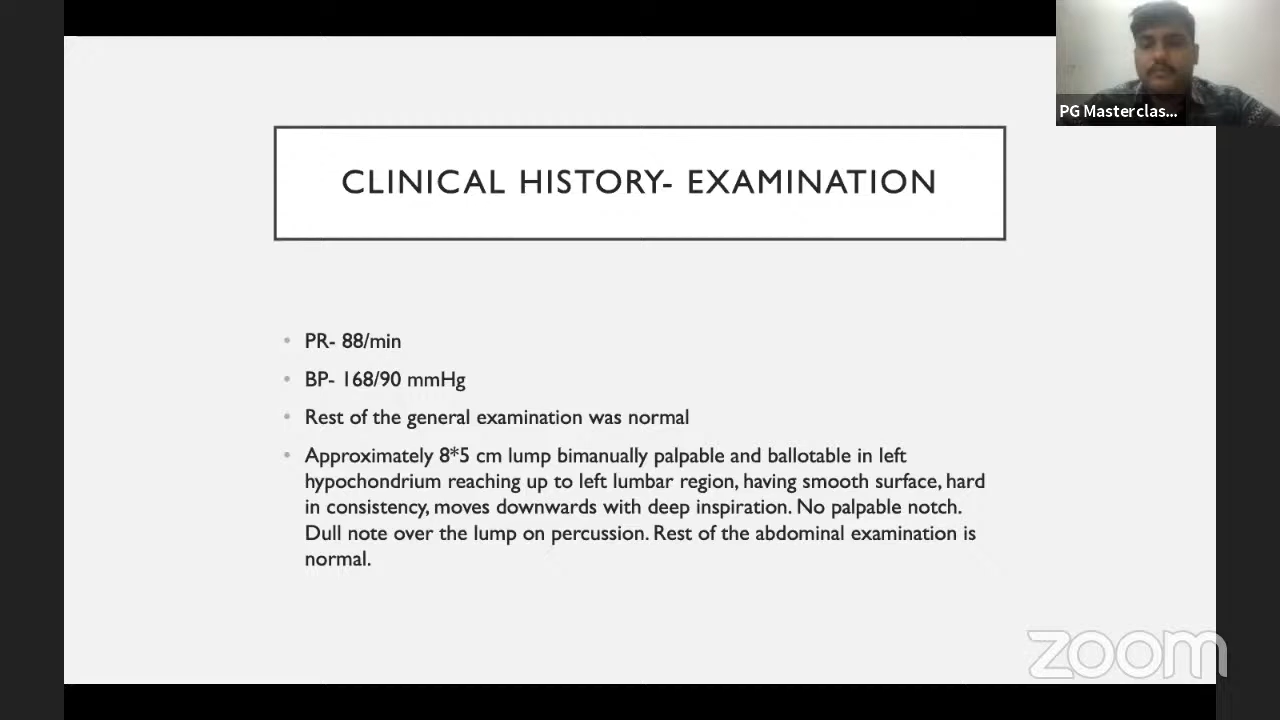 PG Masterclas...
CLINICAL HISTORY- EXAMINATION
• PR- 88/min
• BP- 168/90 mmHg
• Rest of the general examination was normal
• Approximately 8*5 cm lump bimanually palpable and ballotable in left
hypochondrium reaching up to left lumbar region, having smooth surface, hard
in consistency, moves downwards with deep inspiration. No palpable notch.
Dull note over the lump on percussion. Rest of the abdominal examination is
normal.
zoom